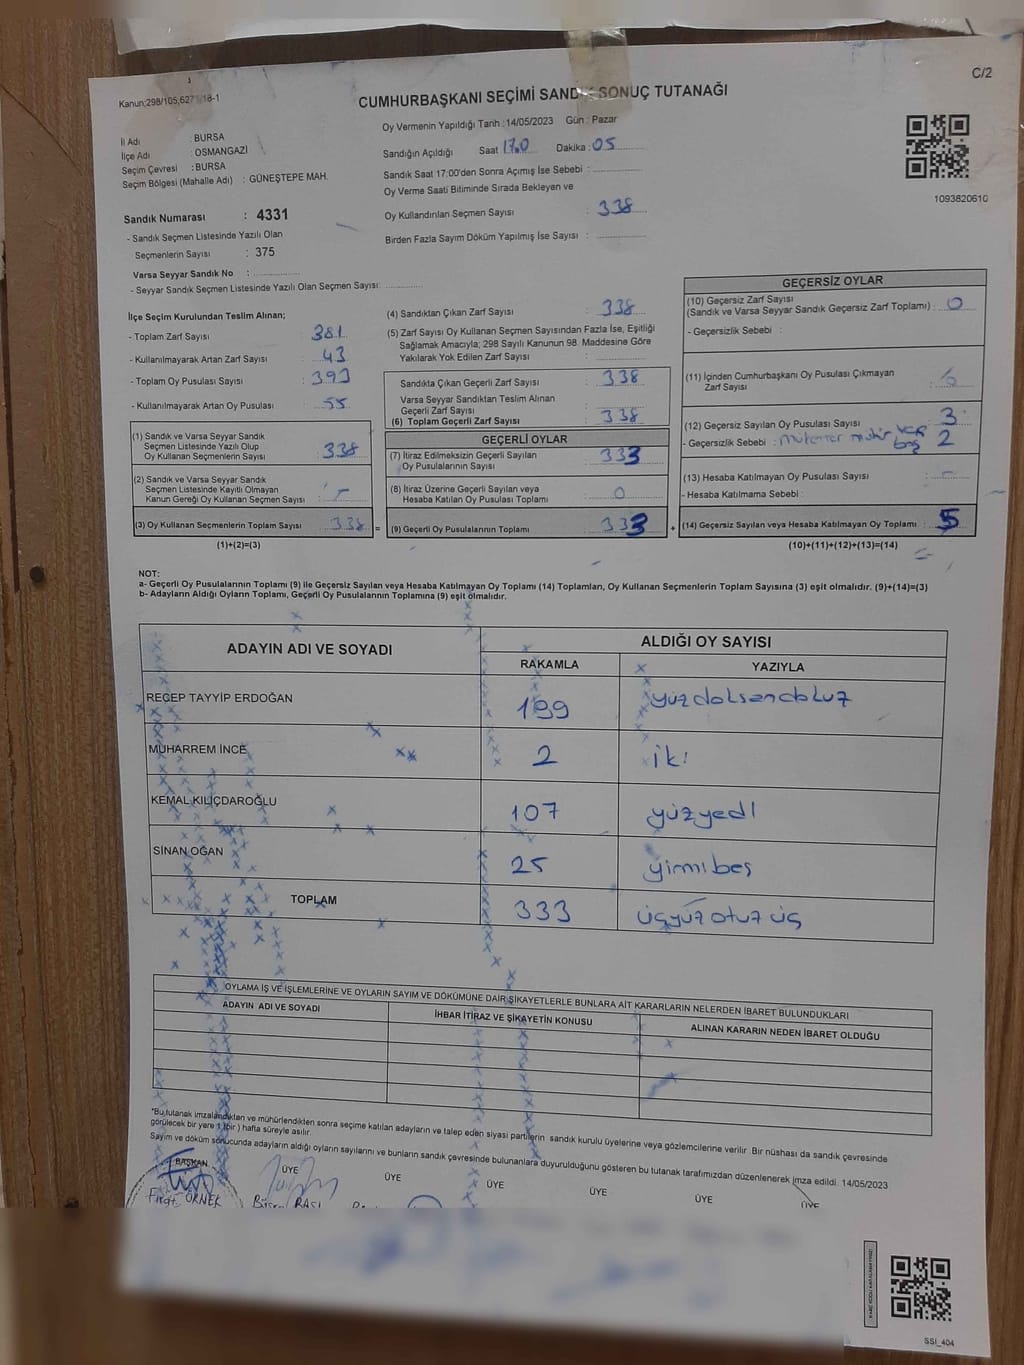 C/2
Kanun:298/105,627
CUMHURBAŞKANI SEÇİMİ SANDIK SONUÇ TUTANAĞI
İl Adı : BURSA
İlçe Adı : OSMANGAZİ
Seçim Çevresi : BURSA
Seçim Bölgesi (Mahalle Adı) : GÜNEŞTEPE MAH.
Oy Vermenin Yapıldığı Tarih : 14/05/2023 Gün : Pazar
Sandığın Açıldığı Saat 17.0 Dakika : 05
Sandık Saat 17:00'den Sonra Açımış İse Sebebi :
Oy Verme Saati Bitiminde Sırada Bekleyen ve
Oy Kullandırılan Seçmen Sayısı : 338
Birden Fazla Sayım Döküm Yapılmış İse Sayısı :
1093820610
Sandık Numarası : 4331
- Sandık Seçmen Listesinde Yazılı Olan
Seçmenlerin Sayısı : 375
Varsa Seyyar Sandık No :
- Seyyar Sandık Seçmen Listesinde Yazılı Olan Seçmen Sayısı:
İlçe Seçim Kurulundan Teslim Alınan;
- Toplam Zarf Sayısı : 381
- Kullanılmayarak Artan Zarf Sayısı : 43
- Toplam Oy Pusulası Sayısı : 393
- Kullanılmayarak Artan Oy Pusulası : 55
(1) Sandık ve Varsa Seyyar Sandık
Seçmen Listesinde Yazılı Olup
Oy Kullanan Seçmenlerin Sayısı : 338
(2) Sandık ve Varsa Seyyar Sandık
Seçmen Listesinde Kayıtlı Olmayan
Kanun Gereği Oy Kullanan Seçmen Sayısı : -
(3) Oy Kullanan Seçmenlerin Toplam Sayısı : 338 =
(1)+(2)=(3)
(4) Sandıktan Çıkan Zarf Sayısı : 338
(5) Zarf Sayısı Oy Kullanan Seçmen Sayısından Fazla İse, Eşitliği
Sağlamak Amacıyla; 298 Sayılı Kanunun 98. Maddesine Göre
Yakılarak Yok Edilen Zarf Sayısı :
Sandıkta Çıkan Geçerli Zarf Sayısı : 338
Varsa Seyyar Sandıktan Teslim Alınan
Geçerli Zarf Sayısı :
(6) Toplam Geçerli Zarf Sayısı : 338
GEÇERLİ OYLAR
(7) İtiraz Edilmeksizin Geçerli Sayılan
Oy Pusulalarının Sayısı : 333
(8) İtiraz Üzerine Geçerli Sayılan veya
Hesaba Katılan Oy Pusulası Toplamı : 0
(9) Geçerli Oy Pusulalarının Toplamı : 333 +
GEÇERSİZ OYLAR
(10) Geçersiz Zarf Sayısı
(Sandık ve Varsa Seyyar Sandık Geçersiz Zarf Toplamı) : 0
- Geçersizlik Sebebi :
(11) İçinden Cumhurbaşkanı Oy Pusulası Çıkmayan
Zarf Sayısı :
(12) Geçersiz Sayılan Oy Pusulası Sayısı : 3
- Geçersizlik Sebebi : mühür boş 2
(13) Hesaba Katılmayan Oy Pusulası Sayısı : -
- Hesaba Katılmama Sebebi :
(14) Geçersiz Sayılan veya Hesaba Katılmayan Oy Toplamı : 5
(10)+(11)+(12)+(13)=(14)
NOT:
a- Geçerli Oy Pusulalarının Toplamı (9) ile Geçersiz Sayılan veya Hesaba Katılmayan Oy Toplamı (14) Toplamları, Oy Kullanan Seçmenlerin Toplam Sayısına (3) eşit olmalıdır. (9)+(14)=(3)
b- Adayların Aldığı Oyların Toplamı, Geçerli Oy Pusulalarının Toplamına (9) eşit olmalıdır.
ADAYIN ADI VE SOYADI ALDIĞI OY SAYISI
RAKAMLA YAZIYLA
RECEP TAYYİP ERDOĞAN 199 yüzdoksandokuz
MUHARREM İNCE 2 iki
KEMAL KILIÇDAROĞLU 107 yüzyedi
SİNAN OĞAN 25 yirmibeş
TOPLAM 333 üçyüz otuz üç
OYLAMA İŞ VE İŞLEMLERİNE VE OYLARIN SAYIM VE DÖKÜMÜNE DAİR ŞİKAYETLERLE BUNLARA AİT KARARLARIN NELERDEN İBARET BULUNDUKLARI
ADAYIN ADI VE SOYADI İHBAR İTİRAZ VE ŞİKAYETİN KONUSU ALINAN KARARIN NEDEN İBARET OLDUĞU
*Bu tutanak imzalandıktan ve mühürlendikten sonra seçime katılan adayların ve talep eden siyasi partilerin sandık kurulu üyelerine veya gözlemcilerine verilir. Bir nüshası da sandık çevresinde
görülecek bir yere 1 (bir) hafta süreyle asılır.
Sayım ve döküm sonucunda adayların aldığı oyların sayılarını ve bunların sandık çevresinde bulunanlara duyurulduğunu gösteren bu tutanak tarafımızdan düzenlenerek imza edildi. 14/05/2023
BAŞKAN ÜYE ÜYE ÜYE ÜYE ÜYE ÜYE
Fırat ÖRNEK
SSI_404